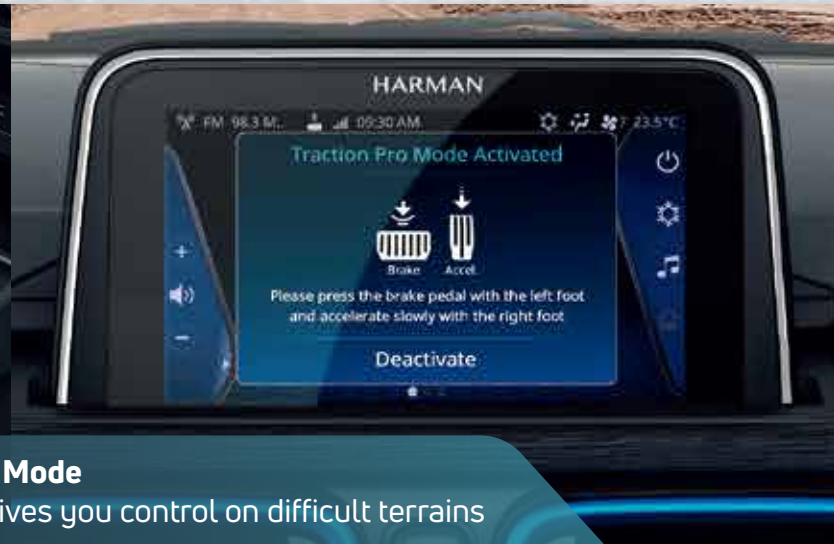 HARMAN
FM 98.3 M.. 09:30 AM 7 23.5°C
Traction Pro Mode Activated
Brake Accel.
Please press the brake pedal with the left foot
and accelerate slowly with the right foot
Deactivate
Mode
ives you control on difficult terrains